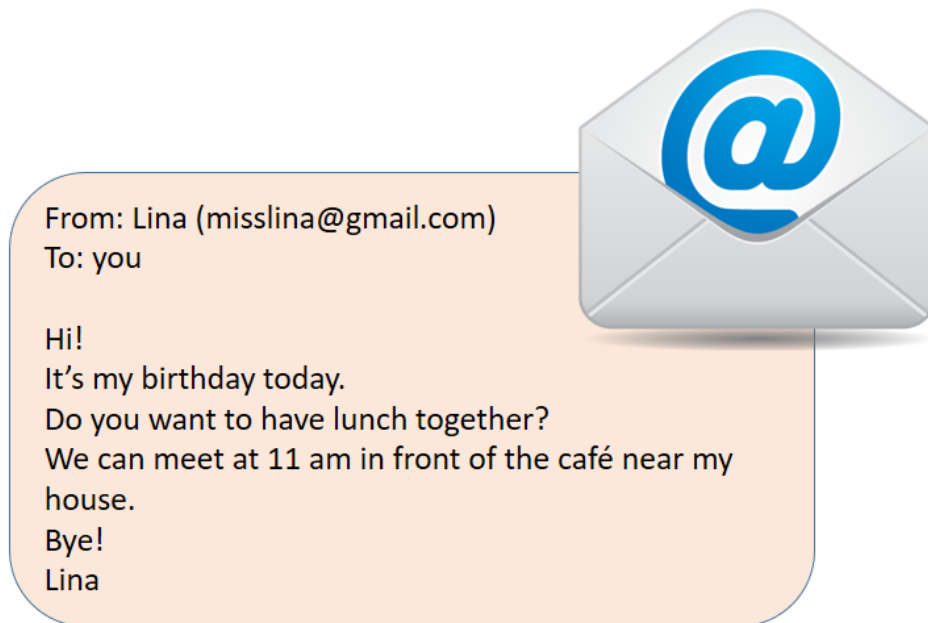 @
From: Lina (misslina@gmail.com)
To: you
Hi!
It's my birthday today.
Do you want to have lunch together?
We can meet at 11 am in front of the café near my
house.
Bye!
Lina